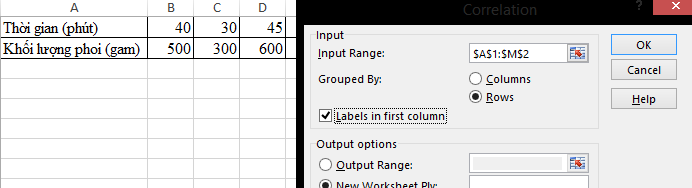 A B C D
Thời gian (phút) 40 30 45
Khối lượng phoi (gam) 500 300 600
Correlation
Input
Input Range: $A$1:$M$2
Grouped By: Columns
Rows
Labels in first column
Output options
Output Range:
New Worksheet Ply:
OK
Cancel
Help